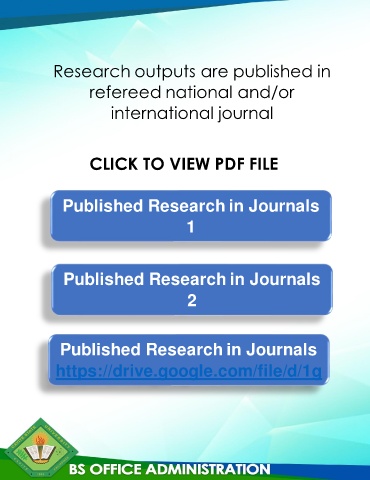 Research outputs are published in
refereed national and/or
international journal
CLICK TO VIEW PDF FILE
Published Research in Journals
1
Published Research in Journals
2
Published Research in Journals
https://drive.google.com/file/d/1q
BS OFFICE ADMINISTRATION